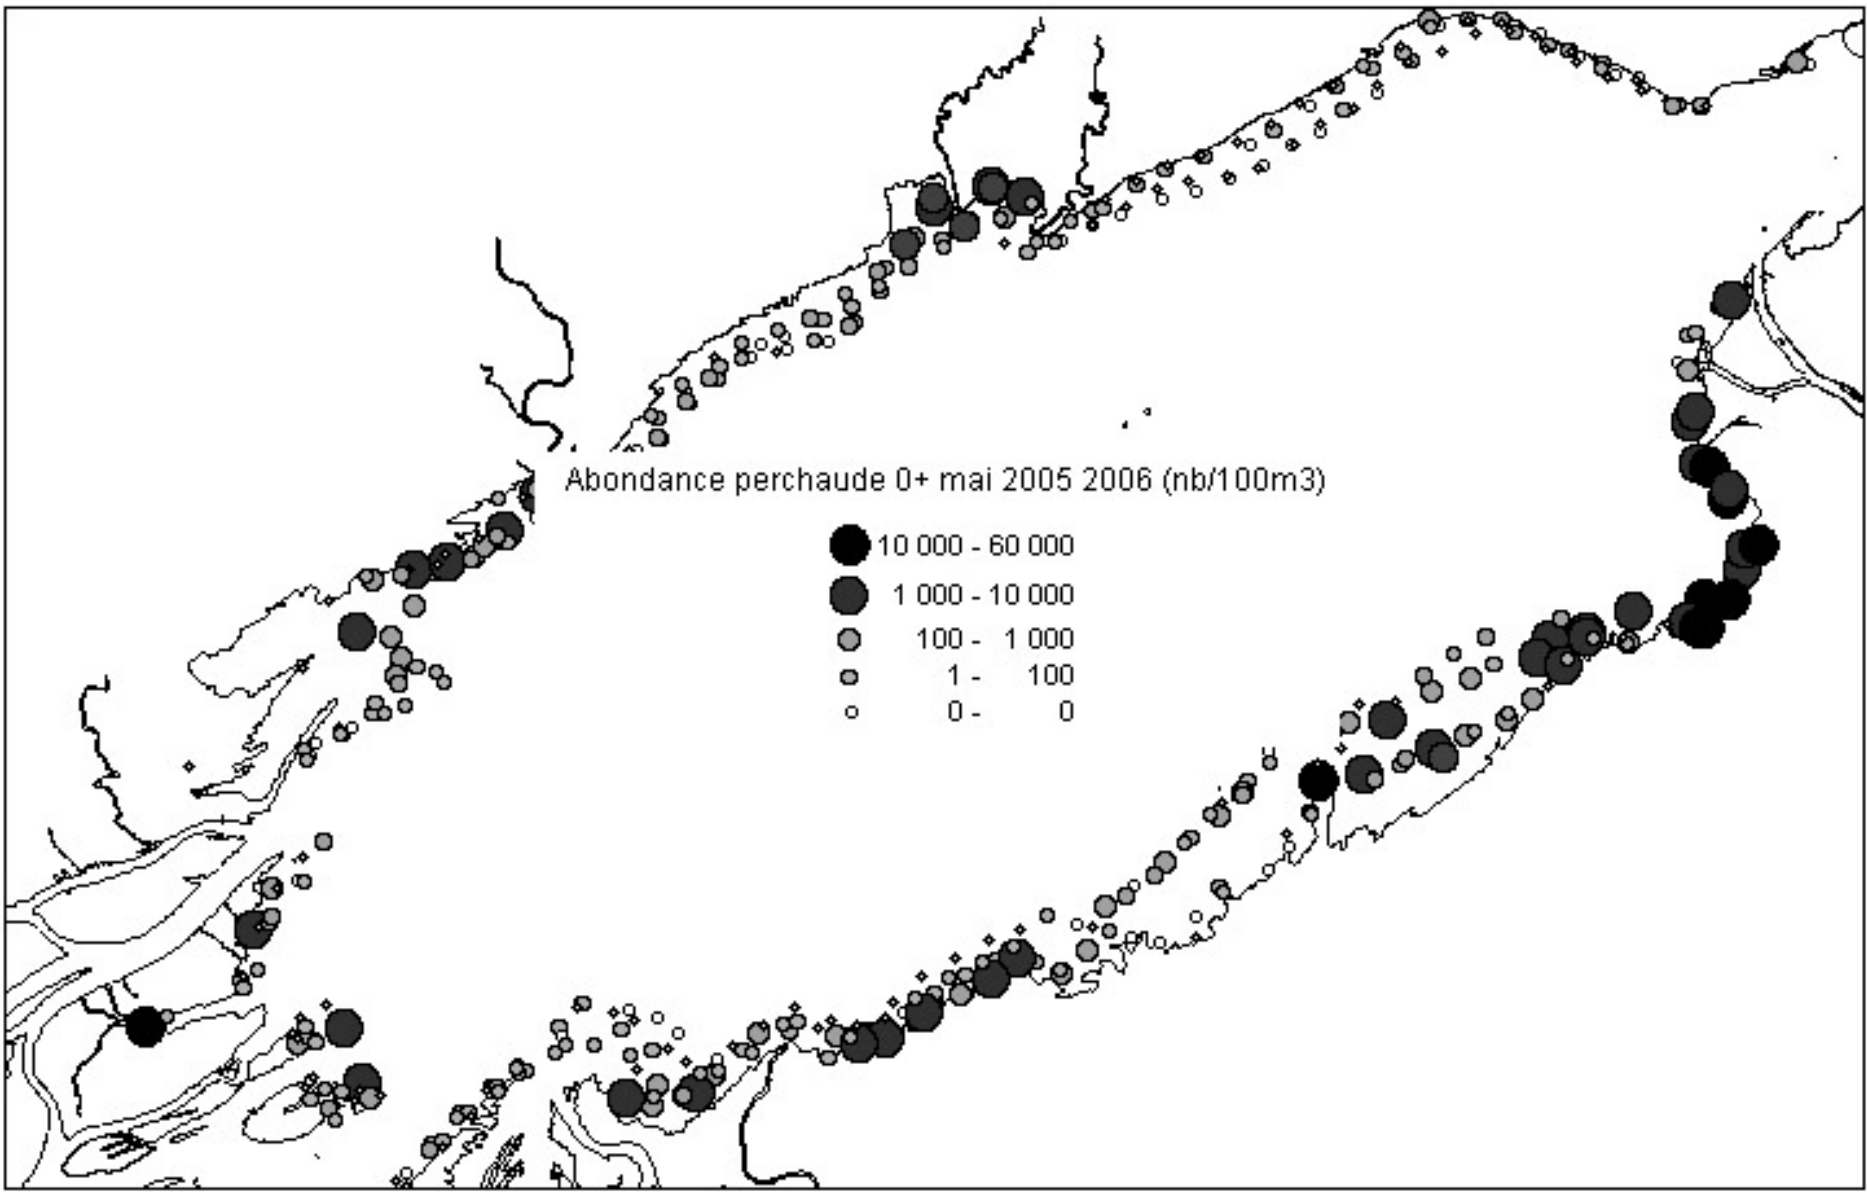 Abondance perchaude 0+ mai 2005 2006 (nb/100m3)
10 000 - 60 000
1 000 - 10 000
100 - 1 000
1 - 100
0 - 0